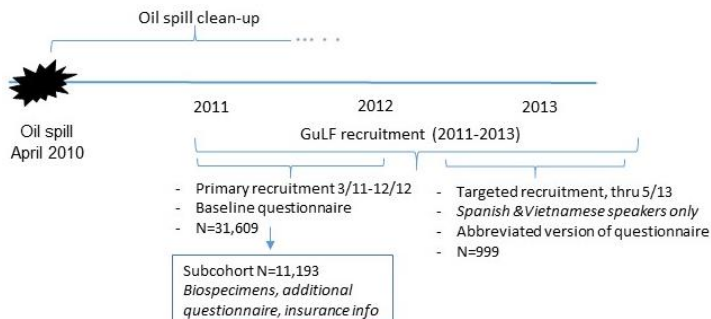 Oil spill clean-up
2011
2012
2013
Oil spill
April 2010
GuLF recruitment (2011-2013)
- Primary recruitment 3/11-12/12
- Baseline questionnaire
- N=31,609
- Targeted recruitment, thru 5/13
- Spanish &Vietnamese speakers only
- Abbreviated version of questionnaire
- N=999
Subcohort N=11,193
Biospecimens, additional
questionnaire, insurance info